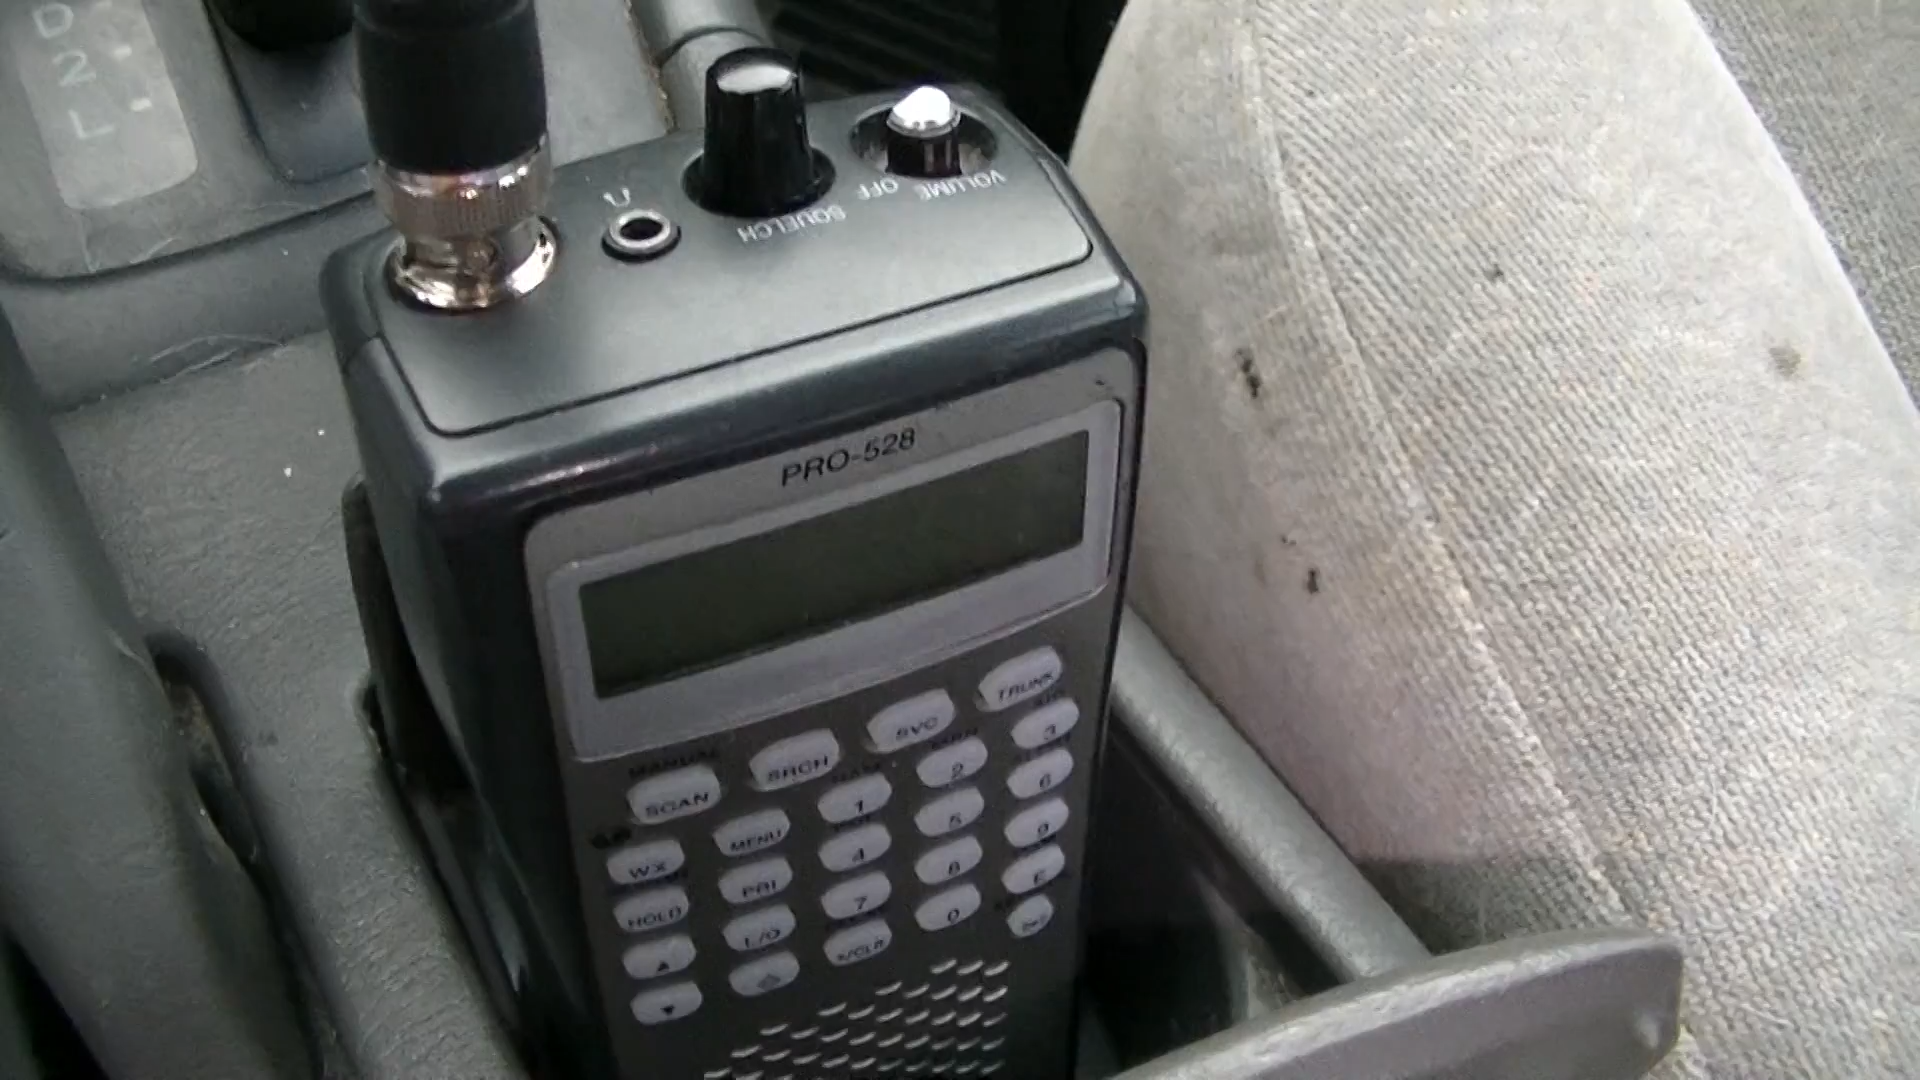 D
2
L
VOLUME OFF
SQUELCH
PRO-528
TRUNK
SVC
SRCH
MANUAL
SCAN
3
2
1
MENU
WX
6
5
4
PRI
HOLD
9
8
7
L/O
▲
E
0
./CLR
▼